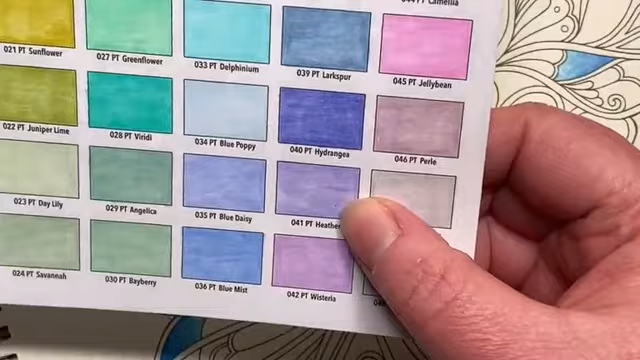 044 PT Camellia
021 PT Sunflower
027 PT Greenflower
033 PT Delphinium
039 PT Larkspur
045 PT Jellybean
022 PT Juniper Lime
028 PT Viridi
034 PT Blue Poppy
040 PT Hydrangea
046 PT Perle
023 PT Day Lily
029 PT Angelica
035 PT Blue Daisy
041 PT Heather
024 PT Savannah
030 PT Bayberry
036 PT Blue Mist
042 PT Wisteria